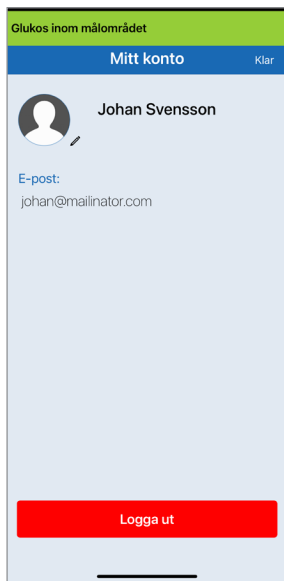 Glukos inom målområdet
Mitt konto
Klar
Johan Svensson
E-post:
johan@mailinator.com
Logga ut